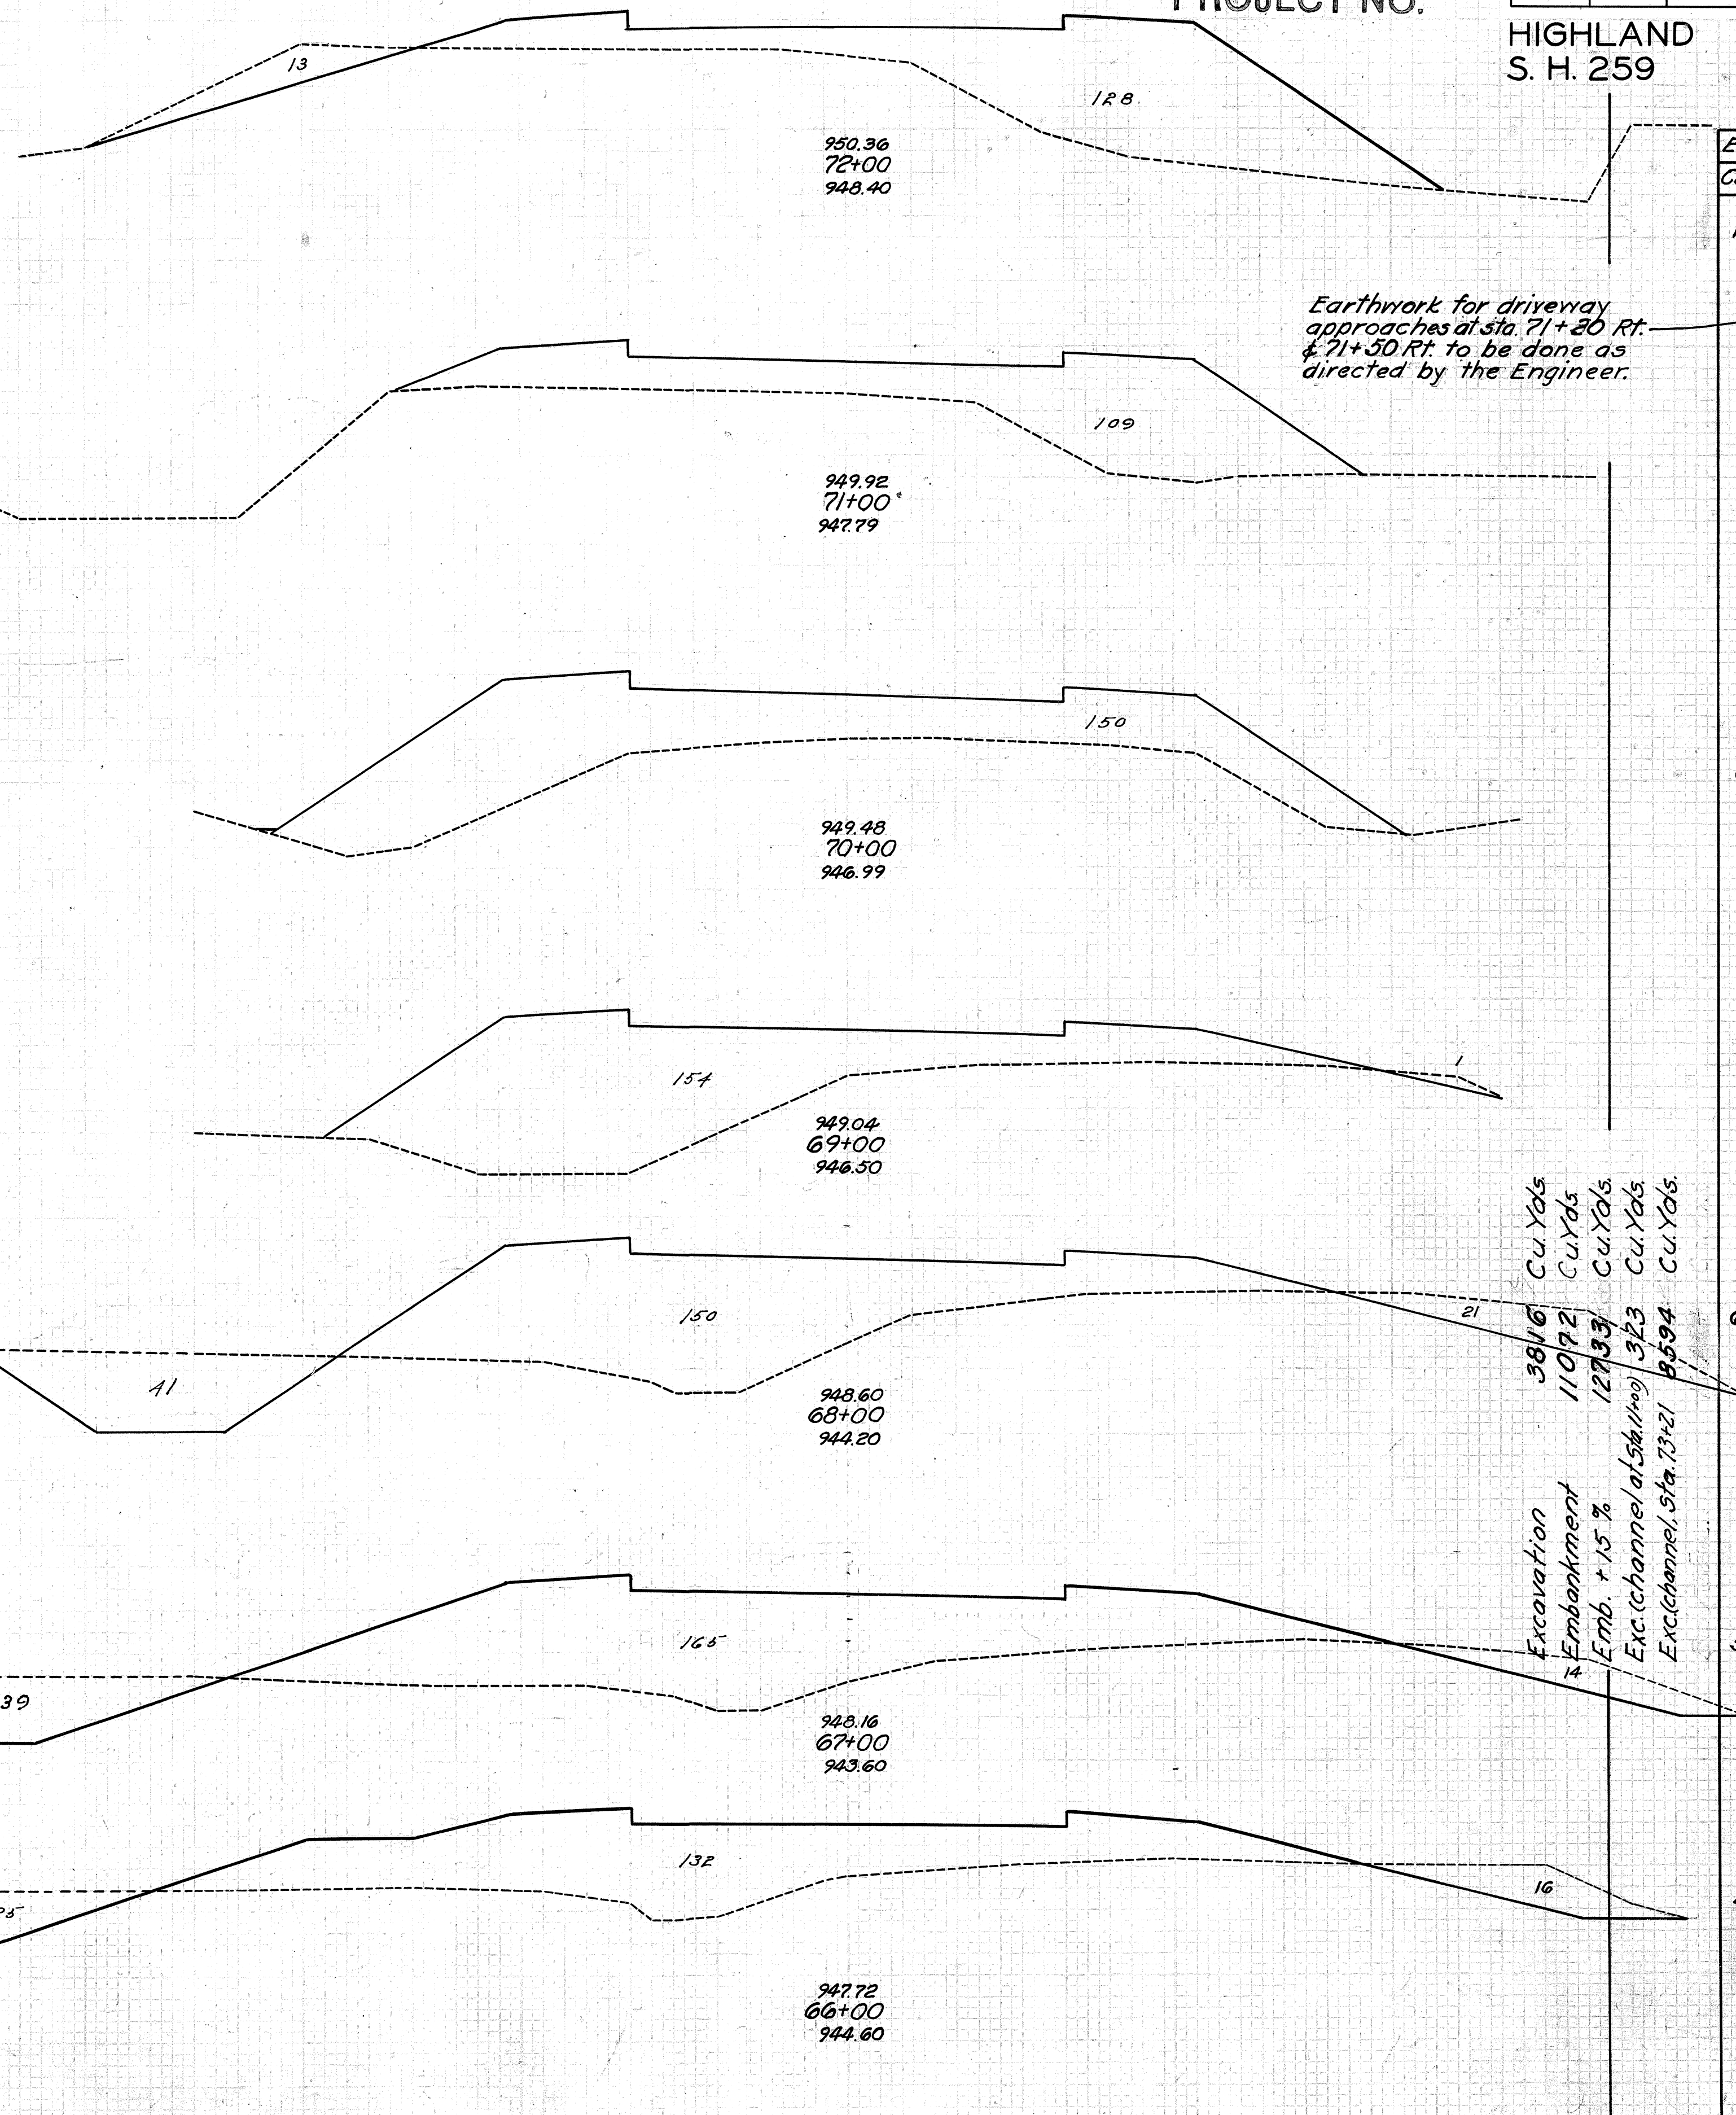 PROJECT NO.
HIGHLAND
S. H. 259
13
128
950.36
72+00
948.40
Earthwork for driveway
approaches at sta. 71+20 Rt.
& 71+50 Rt. to be done as
directed by the Engineer.
109
949.92
71+00
947.79
150
949.48
70+00
946.99
154
1
949.04
69+00
946.50
150
21
41
948.60
68+00
944.20
Excavation 3816 Cu.Yds.
Embankment 11072 Cu.Yds.
Emb. +15 % 12733 Cu.Yds.
Exc.(channel at Sta.11+00) 323 Cu.Yds.
Exc.(channel, Sta.73+21 8594 Cu.Yds.
165
14
39
948.16
67+00
943.60
132
16
947.72
66+00
944.60